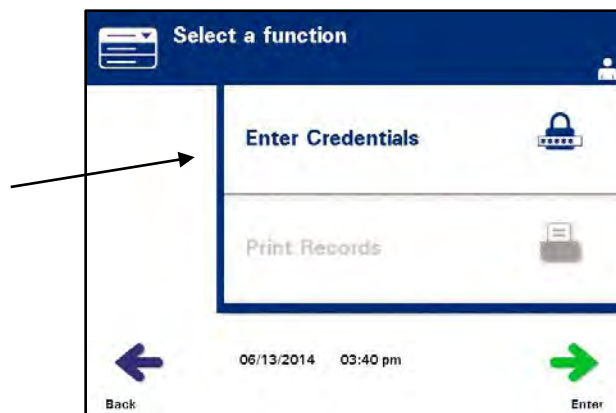 Select a function
Enter Credentials
Print Records
06/13/2014 03:40 pm
Back
Enter